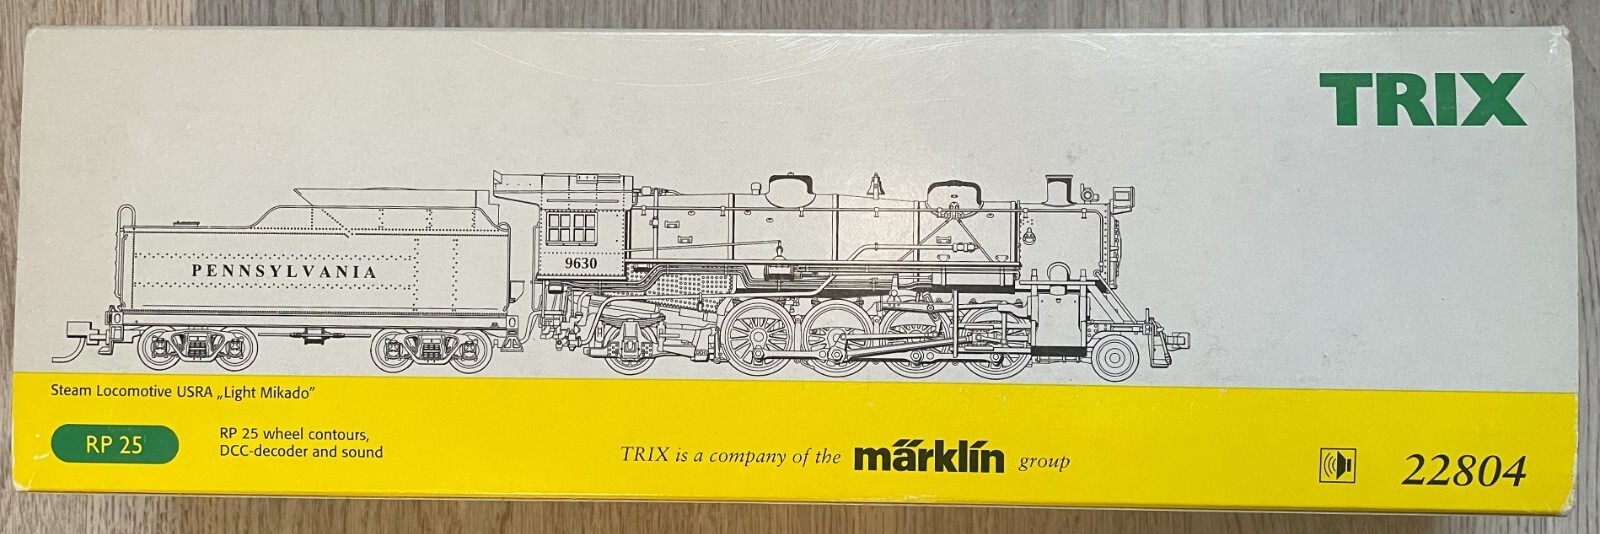 TRIX
PENNSYLVANIA
9630
Steam Locomotive USRA „Light Mikado”
RP 25
RP 25 wheel contours,
DCC-decoder and sound
TRIX is a company of the märklín group
22804